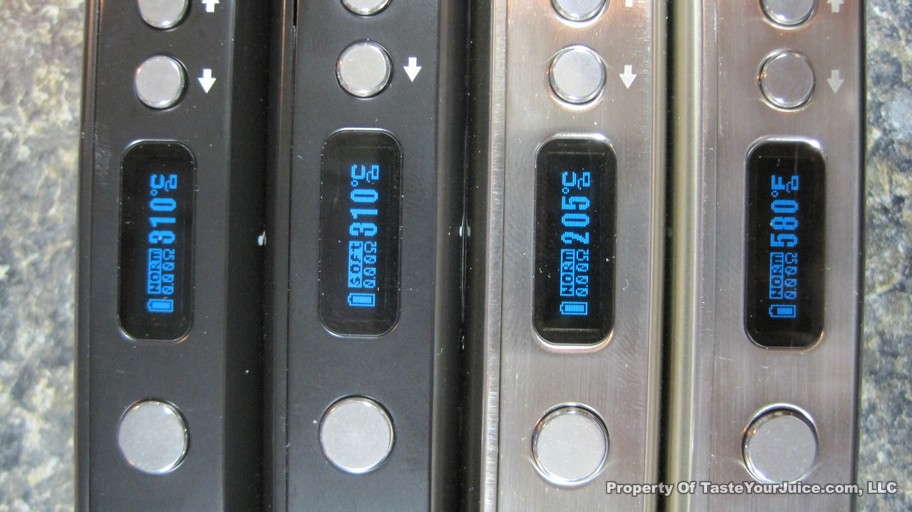 NORM 310°C
0.00Ω
SOFT 310°C
0.00Ω
NORM 205°C
0.00Ω
NORM 580°F
0.00Ω
Property Of TasteYourJuice.com, LLC